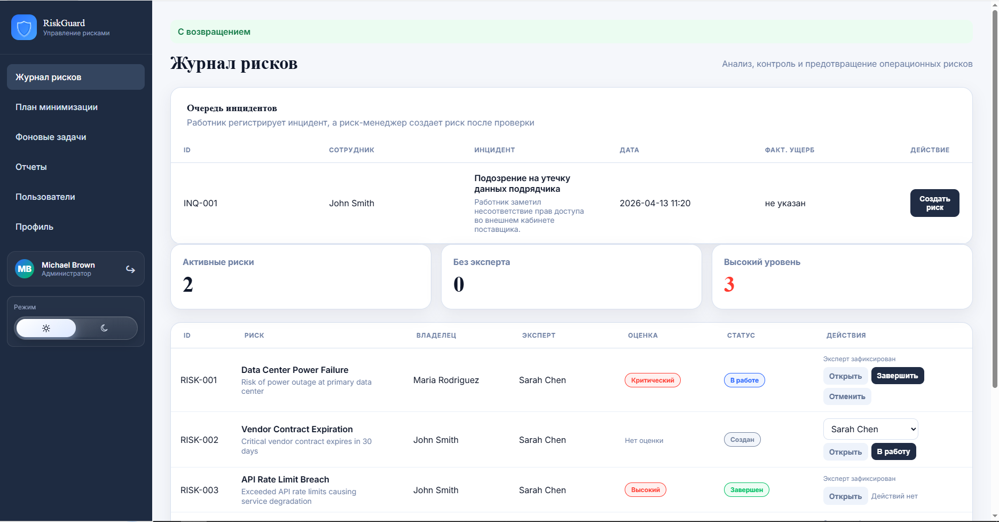 RiskGuard
Управление рисками
Журнал рисков
План минимизации
Фоновые задачи
Отчеты
Пользователи
Профиль
MB
Michael Brown
Администратор
Режим
С возвращением
Журнал рисков
Анализ, контроль и предотвращение операционных рисков
Очередь инцидентов
Работник регистрирует инцидент, а риск-менеджер создает риск после проверки
ID СОТРУДНИК ИНЦИДЕНТ ДАТА ФАКТ. УЩЕРБ ДЕЙСТВИЕ
INQ-001
John Smith
Подозрение на утечку
данных подрядчика
Работник заметил
несоответствие прав доступа
во внешнем кабинете
поставщика.
2026-04-13 11:20
не указан
Создать
риск
Активные риски
2
Без эксперта
0
Высокий уровень
3
ID РИСК ВЛАДЕЛЕЦ ЭКСПЕРТ ОЦЕНКА СТАТУС ДЕЙСТВИЯ
RISK-001
Data Center Power Failure
Risk of power outage at primary data
center
Maria Rodriguez
Sarah Chen
Критический
В работе
Эксперт зафиксирован
Открыть Завершить
Отменить
RISK-002
Vendor Contract Expiration
Critical vendor contract expires in 30
days
John Smith
Sarah Chen
Нет оценки
Создан
Sarah Chen
Открыть В работу
RISK-003
API Rate Limit Breach
Exceeded API rate limits causing
service degradation
John Smith
Sarah Chen
Высокий
Завершен
Эксперт зафиксирован
Открыть Действий нет